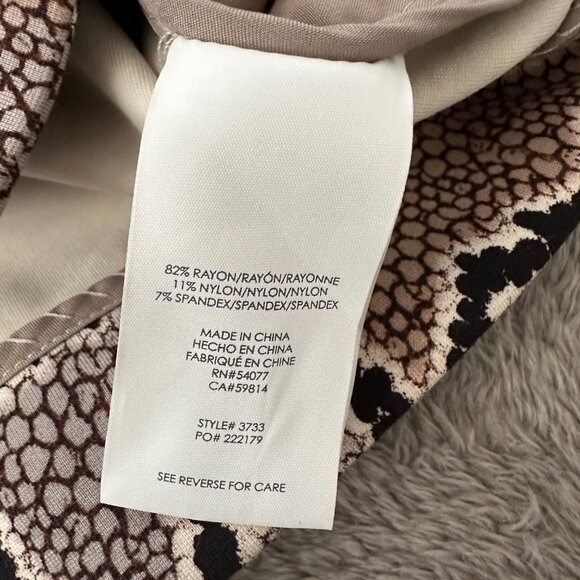 82% RAYON/RAYÓN/RAYONNE
11% NYLON/NYLON/NYLON
7% SPANDEX/SPANDEX/SPANDEX
MADE IN CHINA
HECHO EN CHINA
FABRIQUÉ EN CHINE
RN#54077
CA#59814
STYLE# 3733
PO# 222179
SEE REVERSE FOR CARE